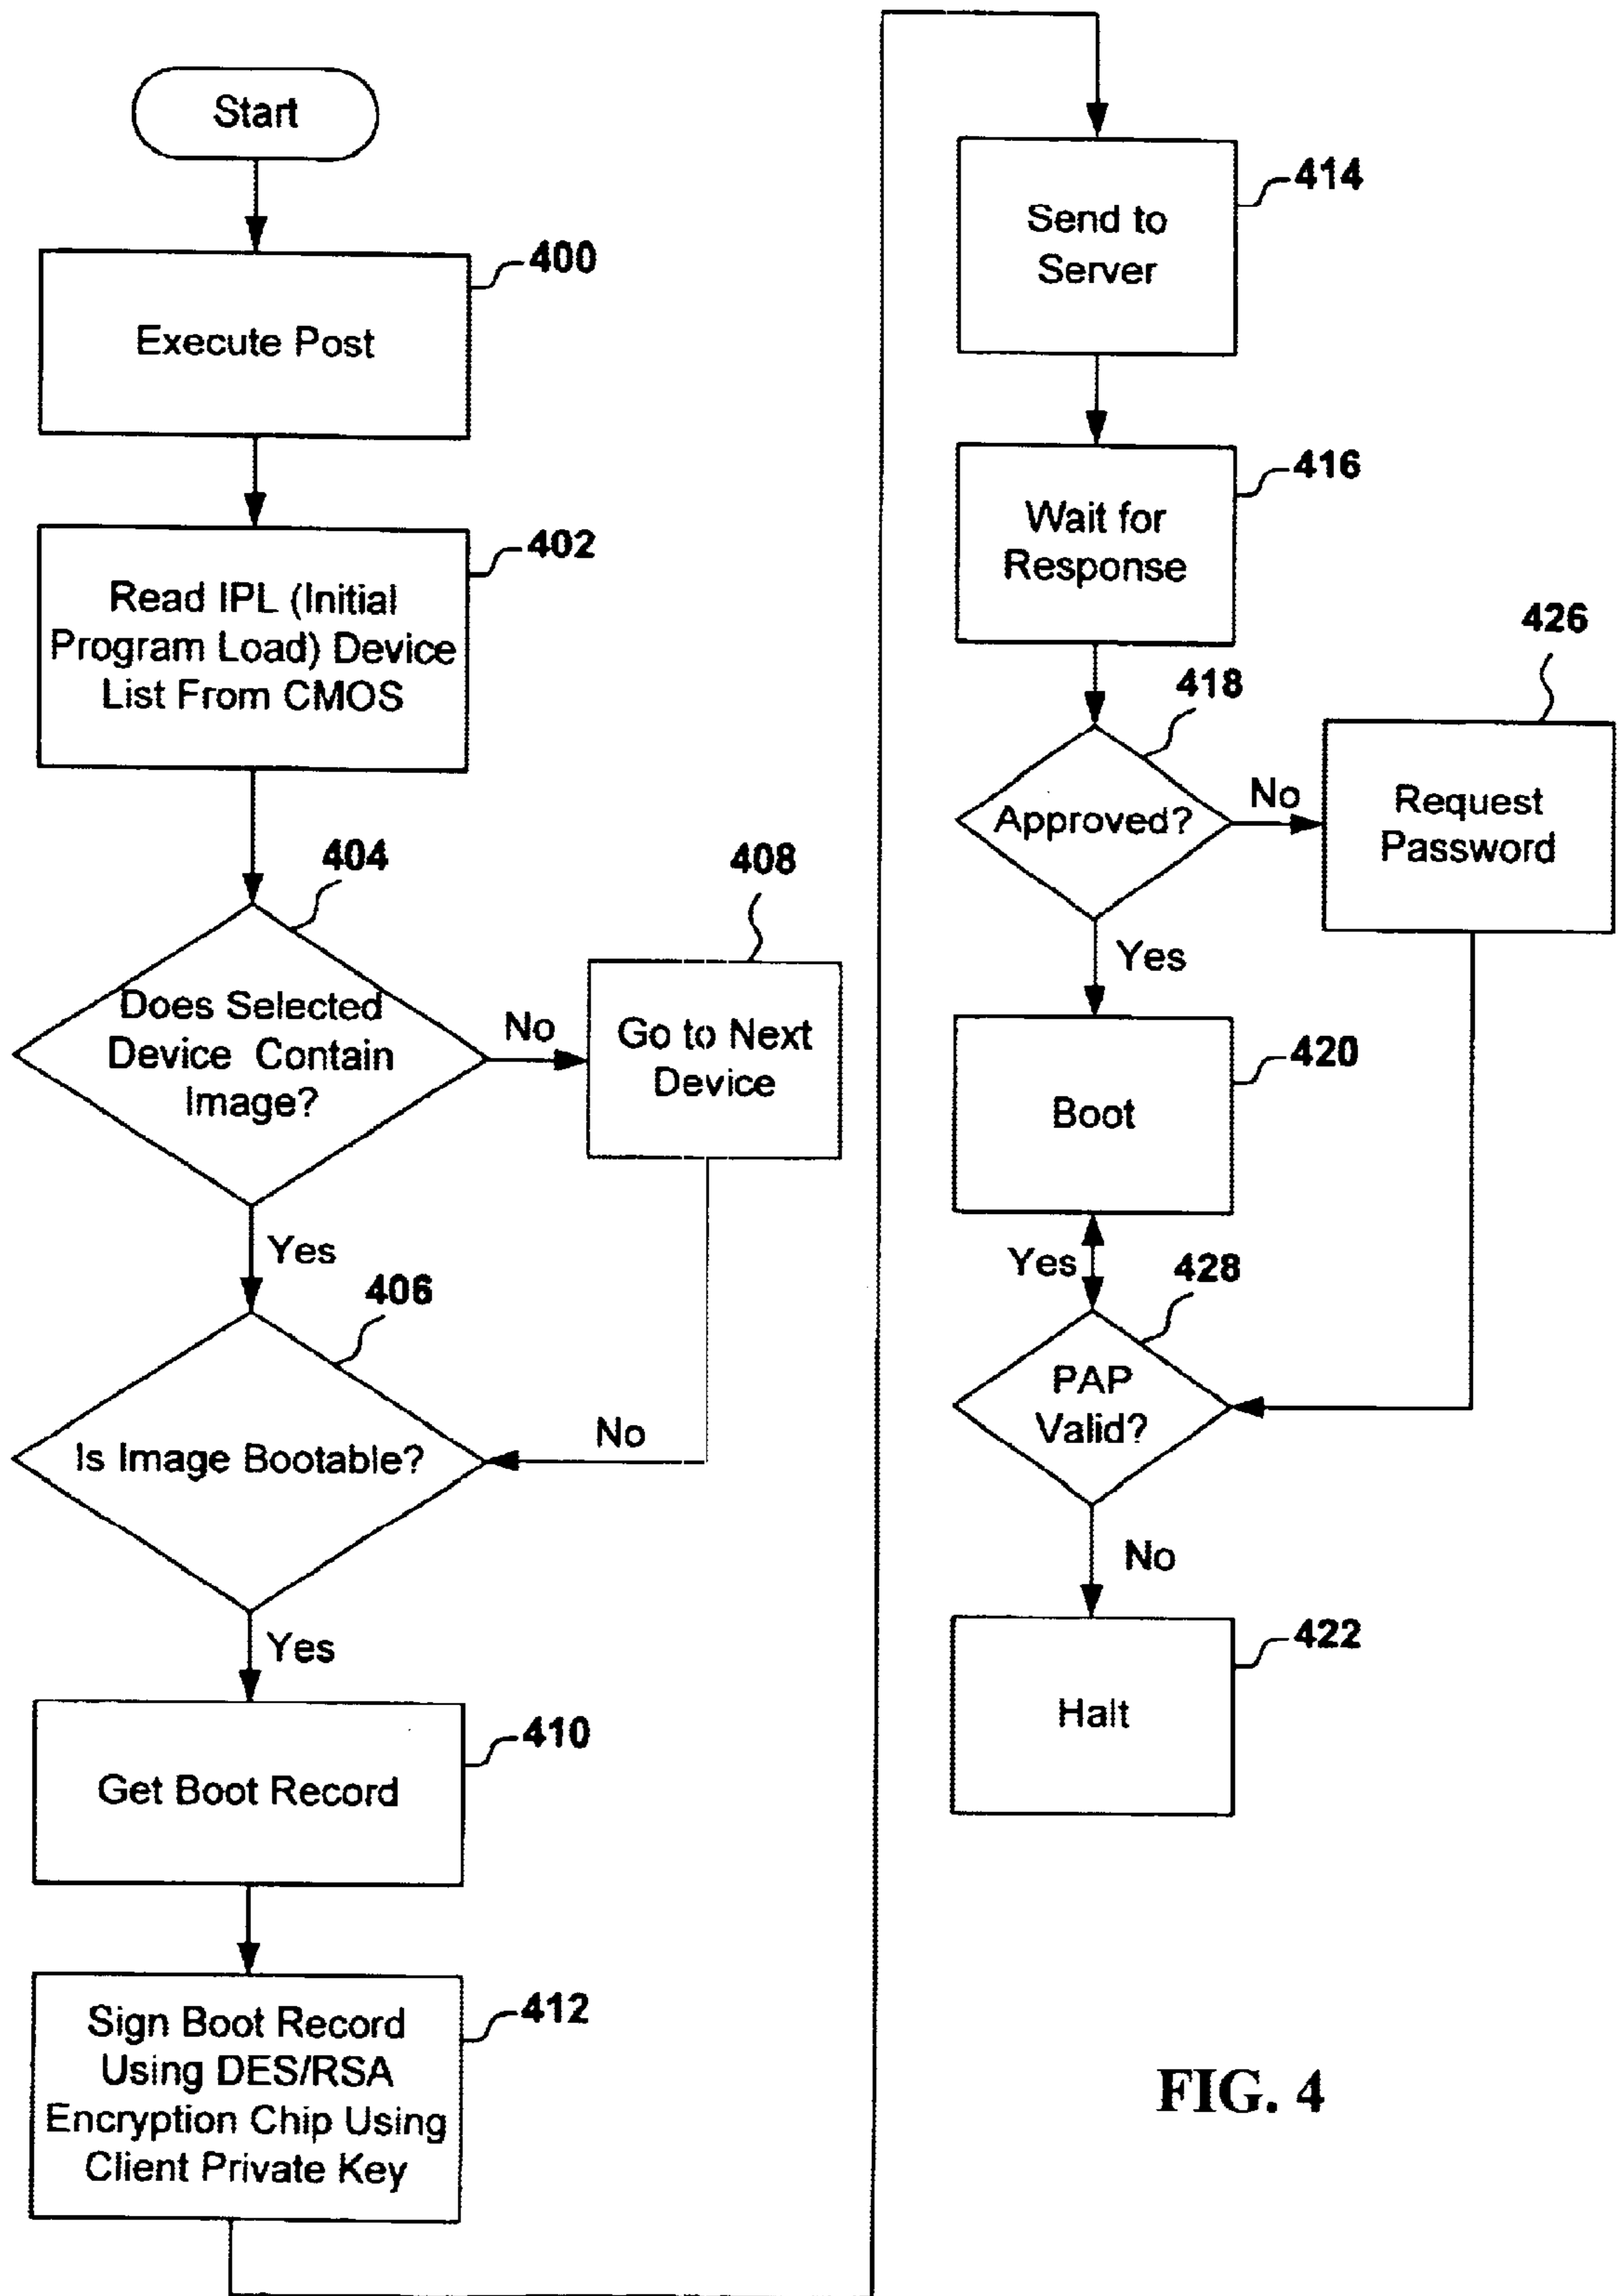 Start
400
Execute Post
402
Read IPL (Initial
Program Load) Device
List From CMOS
404
Does Selected
Device Contain
Image?
No
408
Go to Next
Device
Yes
406
Is Image Bootable?
No
Yes
410
Get Boot Record
412
Sign Boot Record
Using DES/RSA
Encryption Chip Using
Client Private Key
414
Send to
Server
416
Wait for
Response
418
Approved?
No
426
Request
Password
Yes
420
Boot
Yes
428
PAP
Valid?
No
422
Halt
FIG. 4